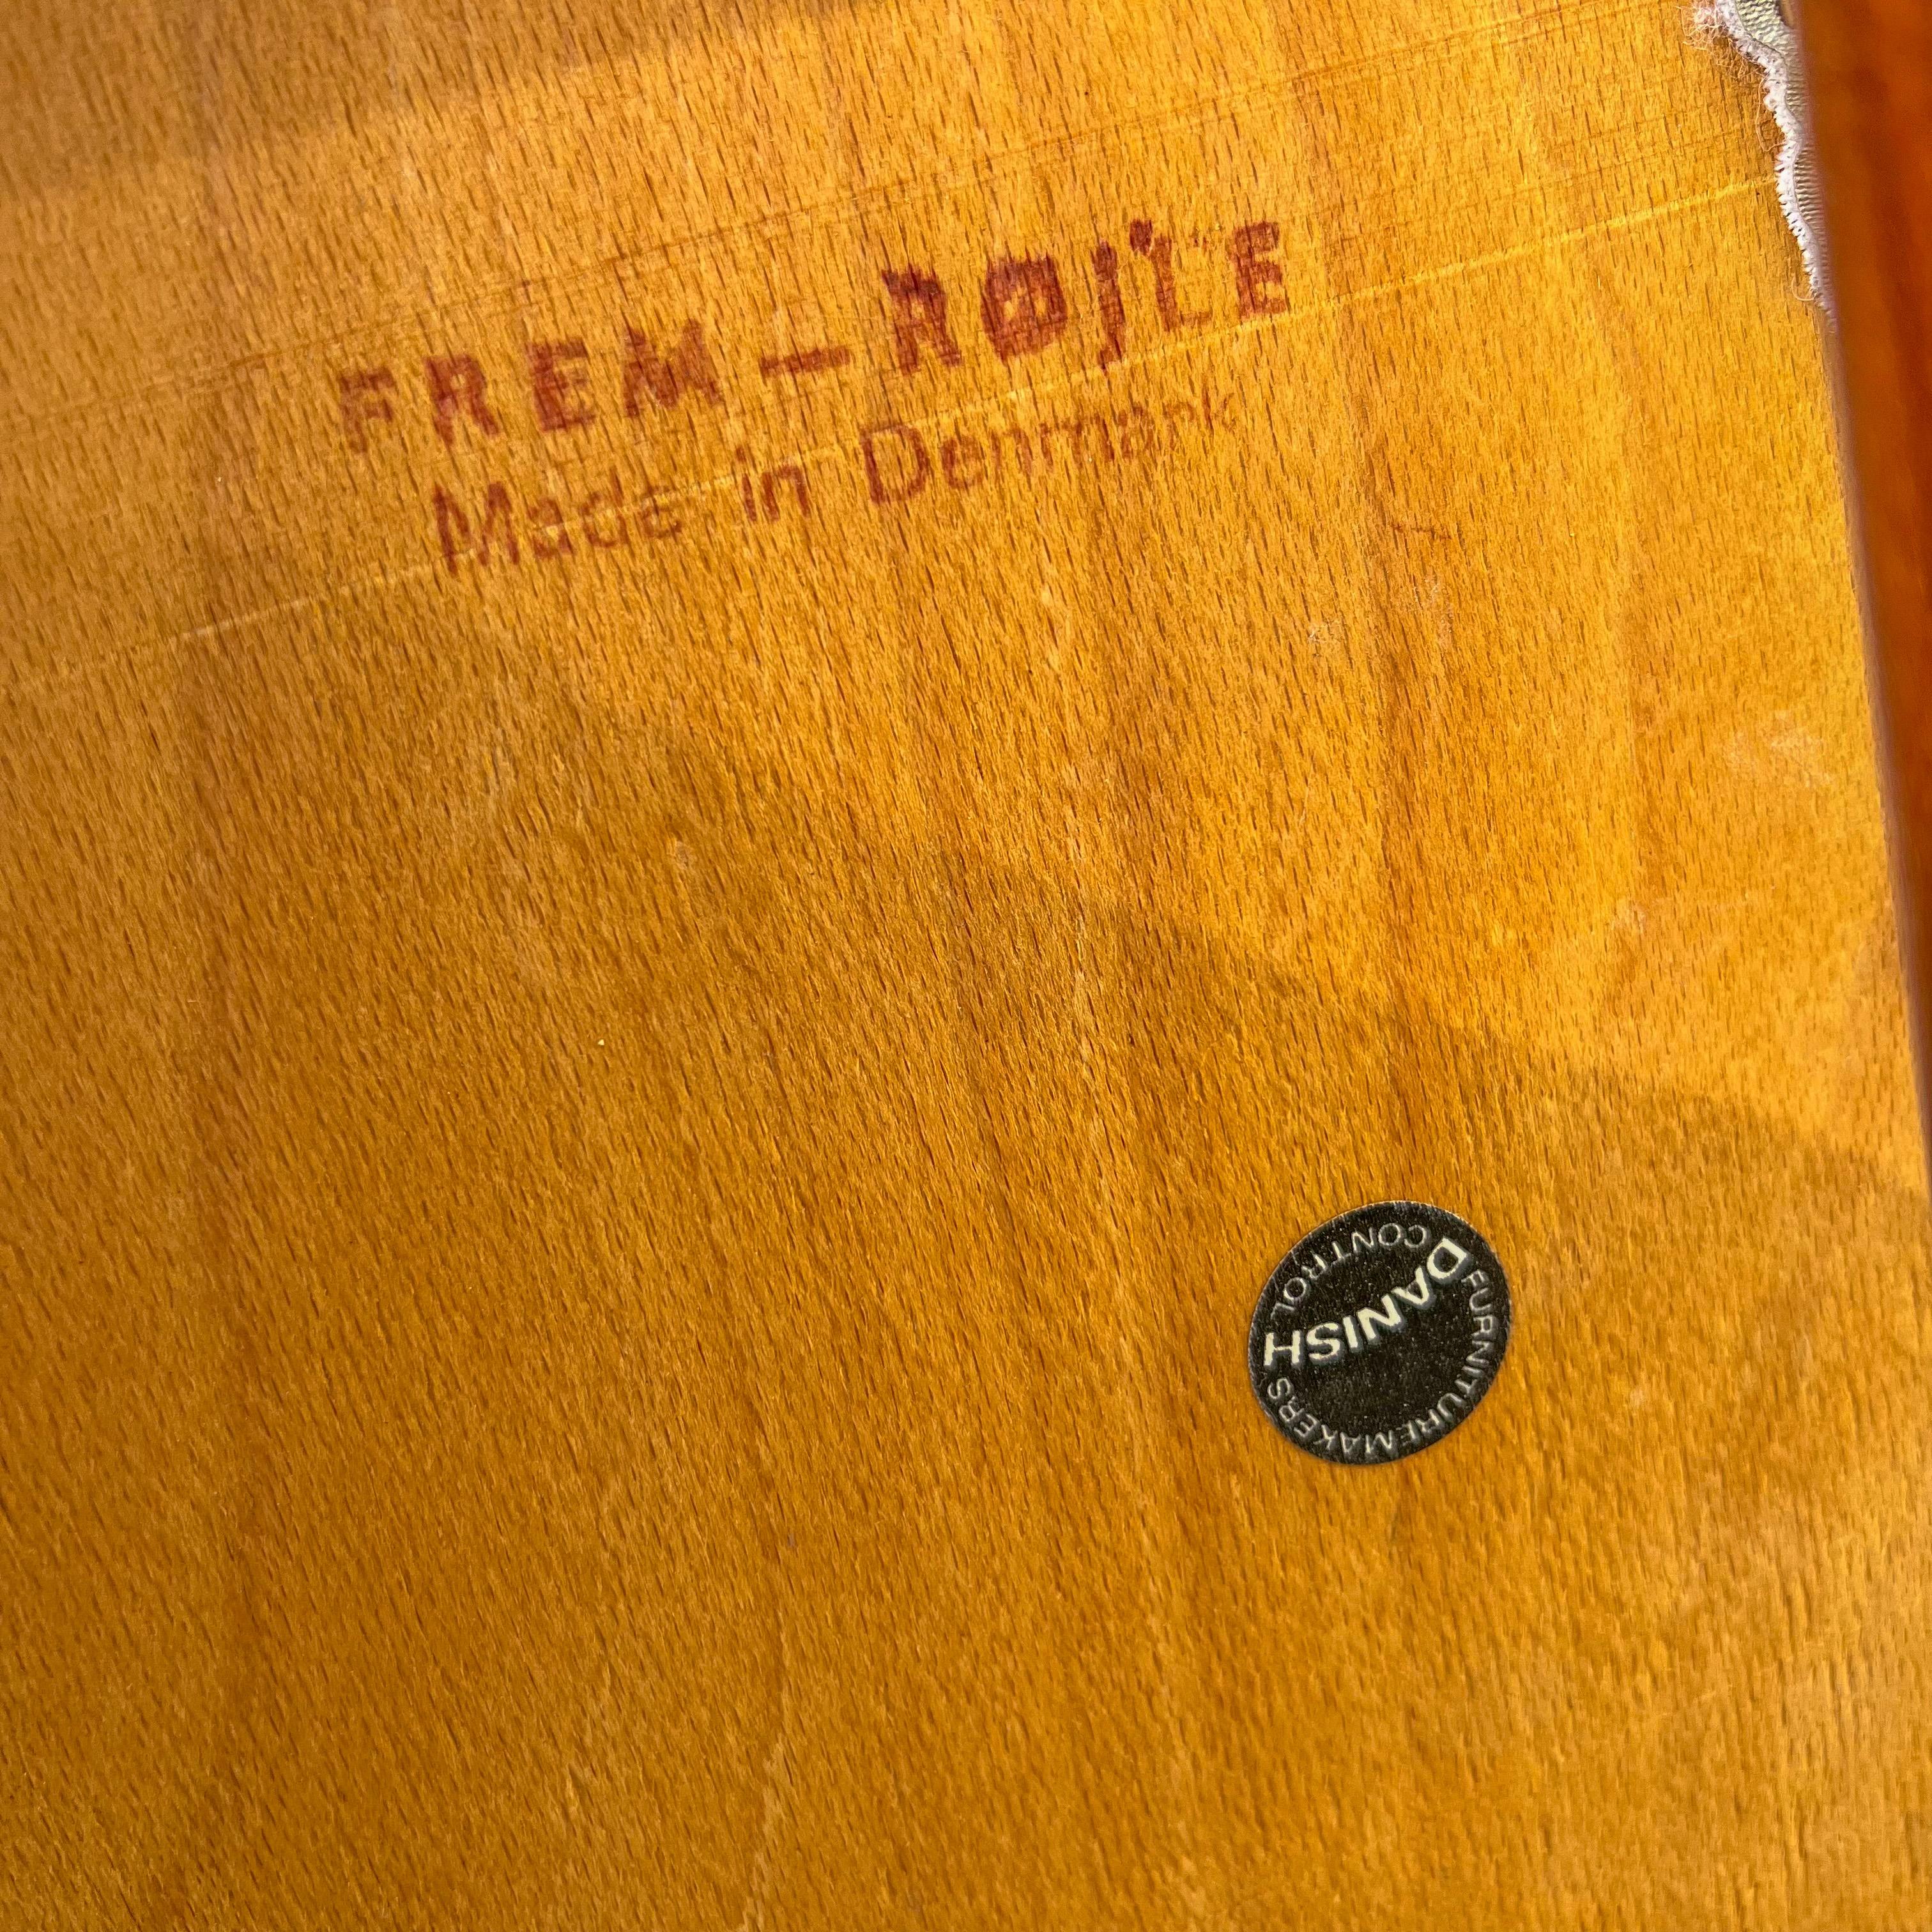 FREM – RØJLE
Made in Denmark
DANISH
FURNITUREMAKERS
CONTROL